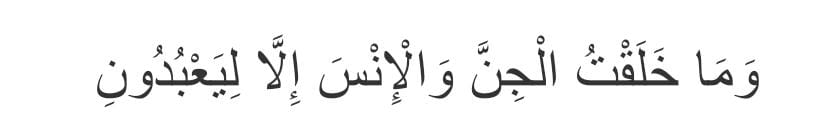 وَمَا خَلَقْتُ الْجِنَّ وَالْإِنْسَ إِلَّا لِيَعْبُدُونِ